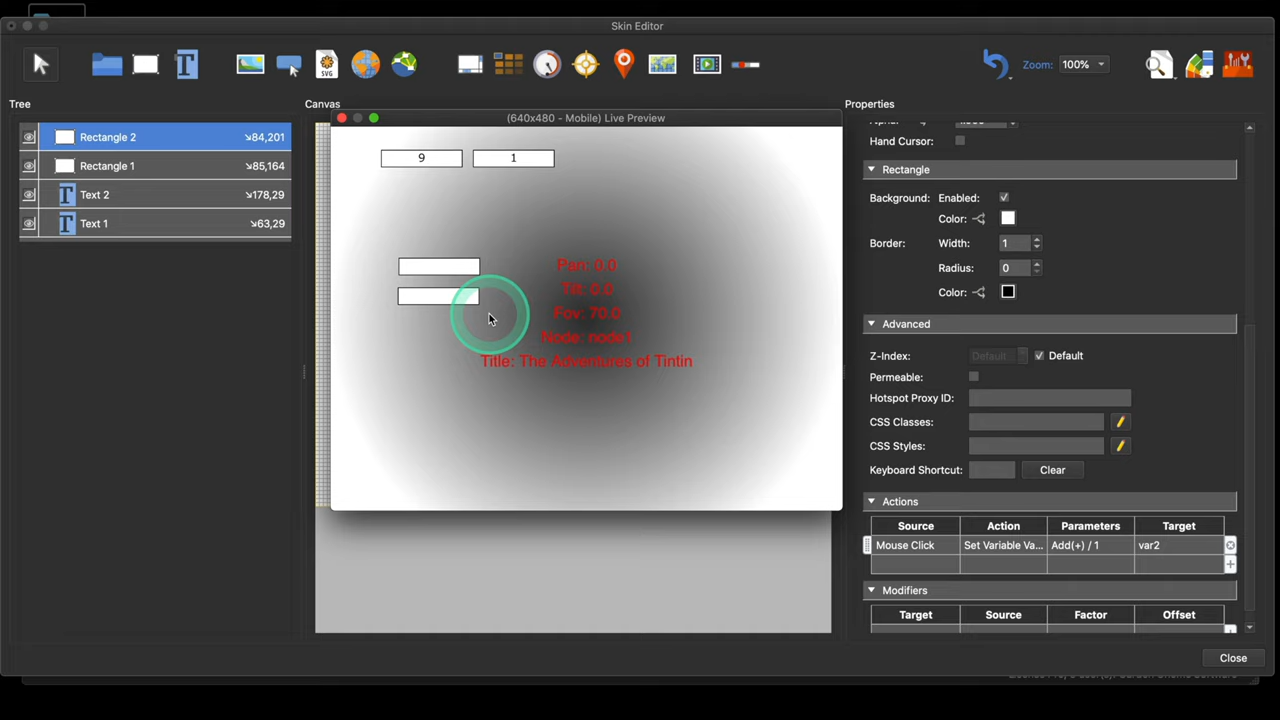 Skin Editor
T
SVG
Zoom: 100%
Tree
Canvas
Properties
Rectangle 2 84,201
Rectangle 1 85,164
T Text 2 178,29
T Text 1 63,29
(640x480 - Mobile) Live Preview
9 1
Pan: 0.0
Tilt: 0.0
Fov: 70.0
Node: node1
Title: The Adventures of Tintin
Hand Cursor:
Rectangle
Background: Enabled:
Color:
Border: Width: 1
Radius: 0
Color:
Advanced
Z-Index: Default Default
Permeable:
Hotspot Proxy ID:
CSS Classes:
CSS Styles:
Keyboard Shortcut: Clear
Actions
Source Action Parameters Target
Mouse Click Set Variable Va... Add(+) / 1 var2
Modifiers
Target Source Factor Offset
Close